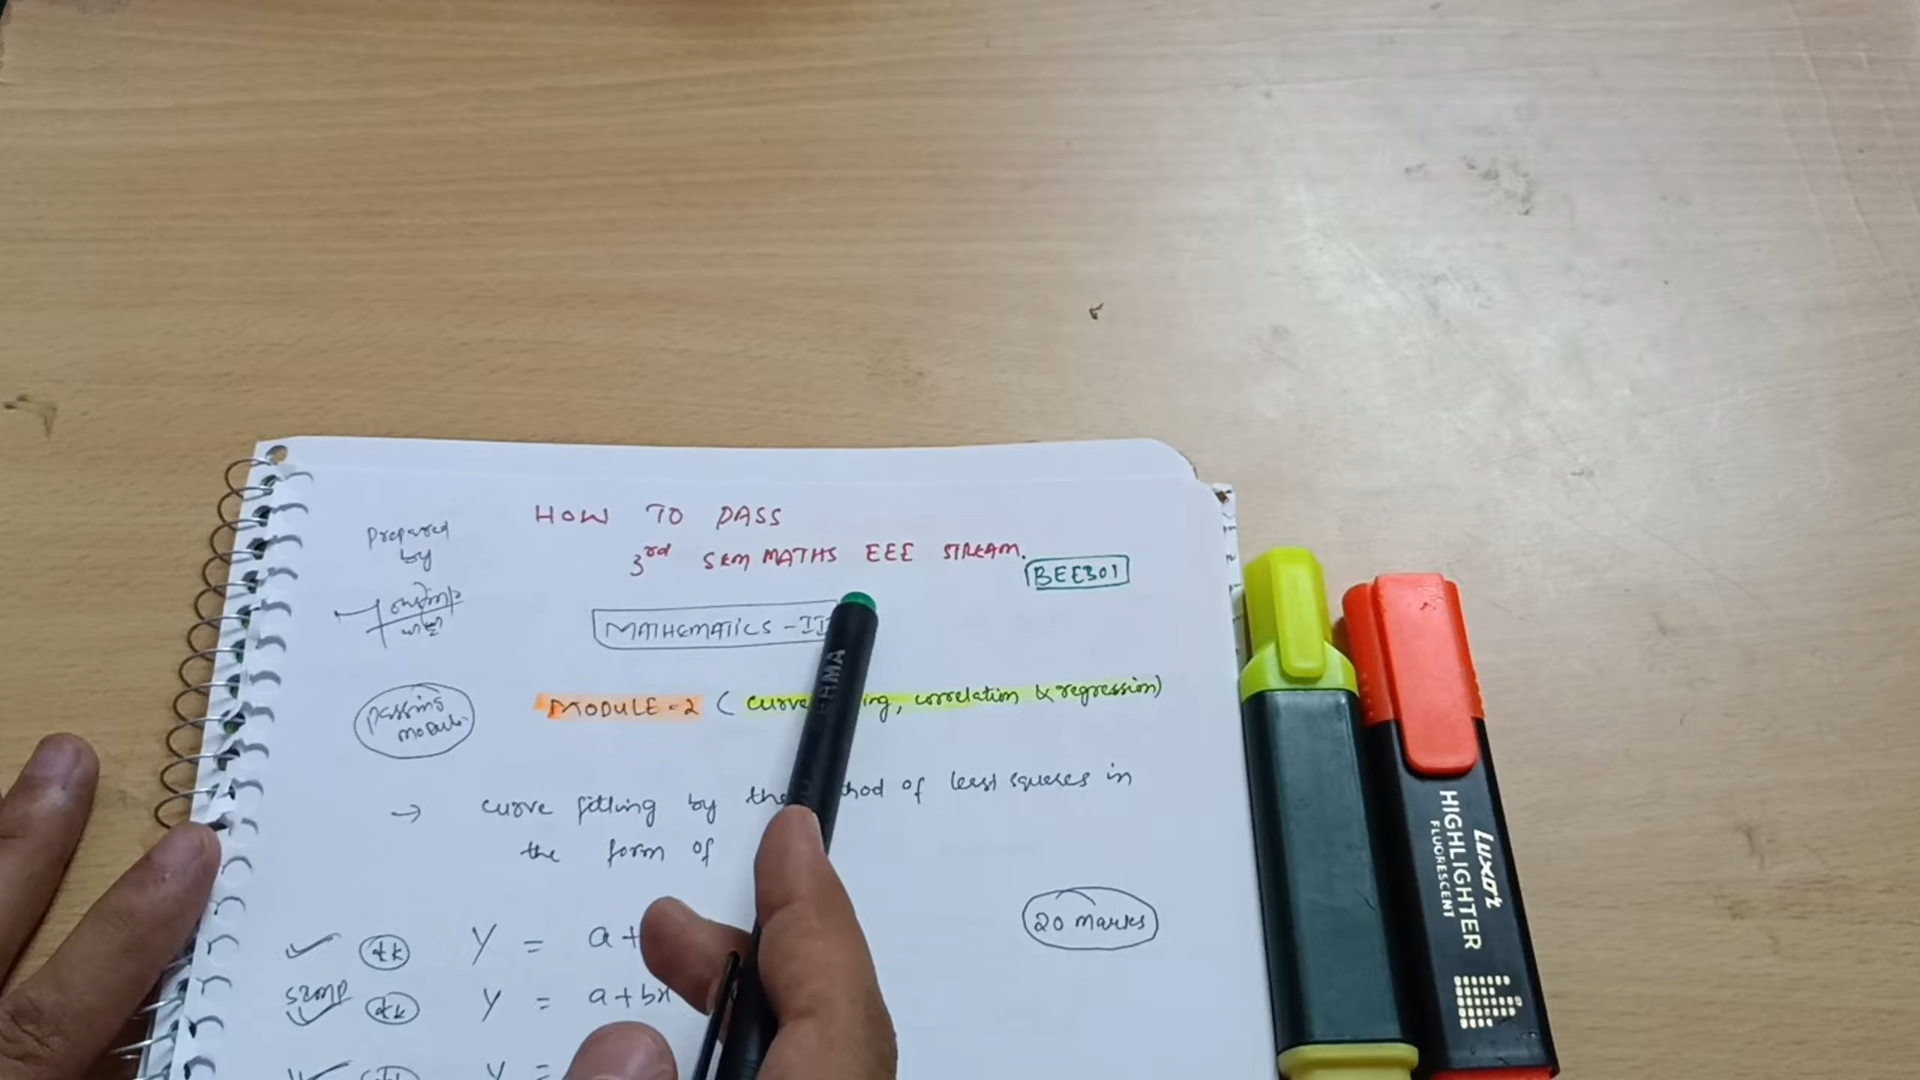 HOW TO PASS
3rd SEM MATHS EEE STREAM.
BEE301
Prepared
by
MATHEMATICS - III
passing
module.
MODULE - 2 ( curve ing, correlation & regression)
→ curve fitting by the thod of least squares in
the form of
20 marks
Y = a+
Y = a+bx
Y =
LUXOR
HIGHLIGHTER
FLUORESCENT